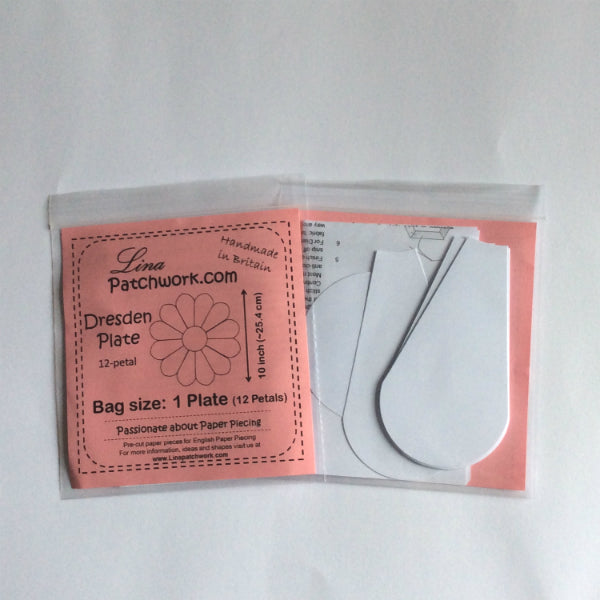 Lina
Patchwork.com
Handmade
in Britain
Dresden
Plate
12-petal
10 inch (~25.4 cm)
Bag size: 1 Plate (12 Petals)
Passionate about Paper Piecing
Pre-cut paper pieces for English Paper Piecing
For more information, ideas and shapes visit us at
www.Linapatchwork.com
6
5